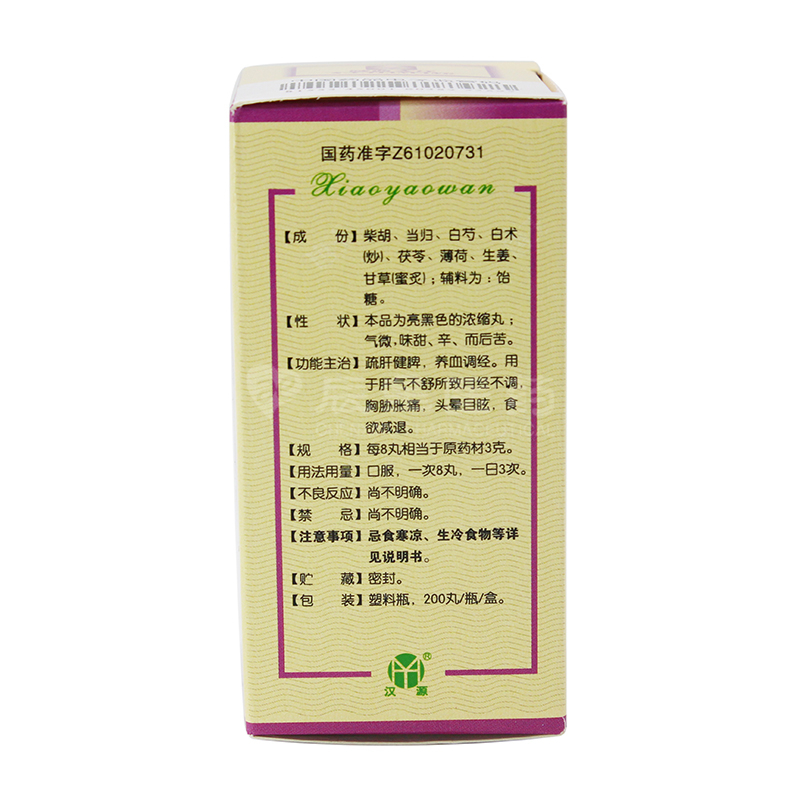 国药准字Z61020731
Xiaoyaowan
【成 份】柴胡、当归、白芍、白术
(炒)、茯苓、薄荷、生姜、
甘草(蜜炙)；辅料为：饴
糖。
【性 状】本品为亮黑色的浓缩丸；
气微，味甜、辛、而后苦。
【功能主治】疏肝健脾，养血调经。用
于肝气不舒所致月经不调，
胸胁胀痛，头晕目眩，食
欲减退。
【规 格】每8丸相当于原药材3克。
【用法用量】口服，一次8丸，一日3次。
【不良反应】尚不明确。
【禁 忌】尚不明确。
【注意事项】忌食寒凉、生冷食物等详
见说明书。
【贮 藏】密封。
【包 装】塑料瓶，200丸/瓶/盒。
®
汉 源